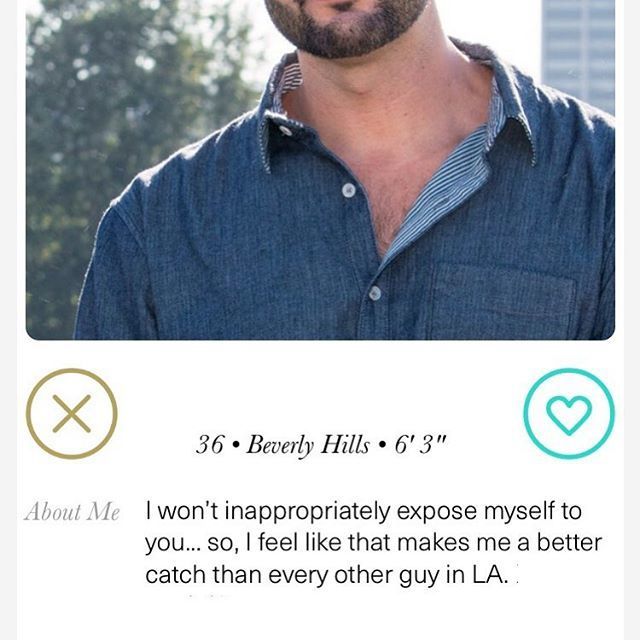 36 • Beverly Hills • 6' 3"
About Me
I won’t inappropriately expose myself to
you... so, I feel like that makes me a better
catch than every other guy in LA.